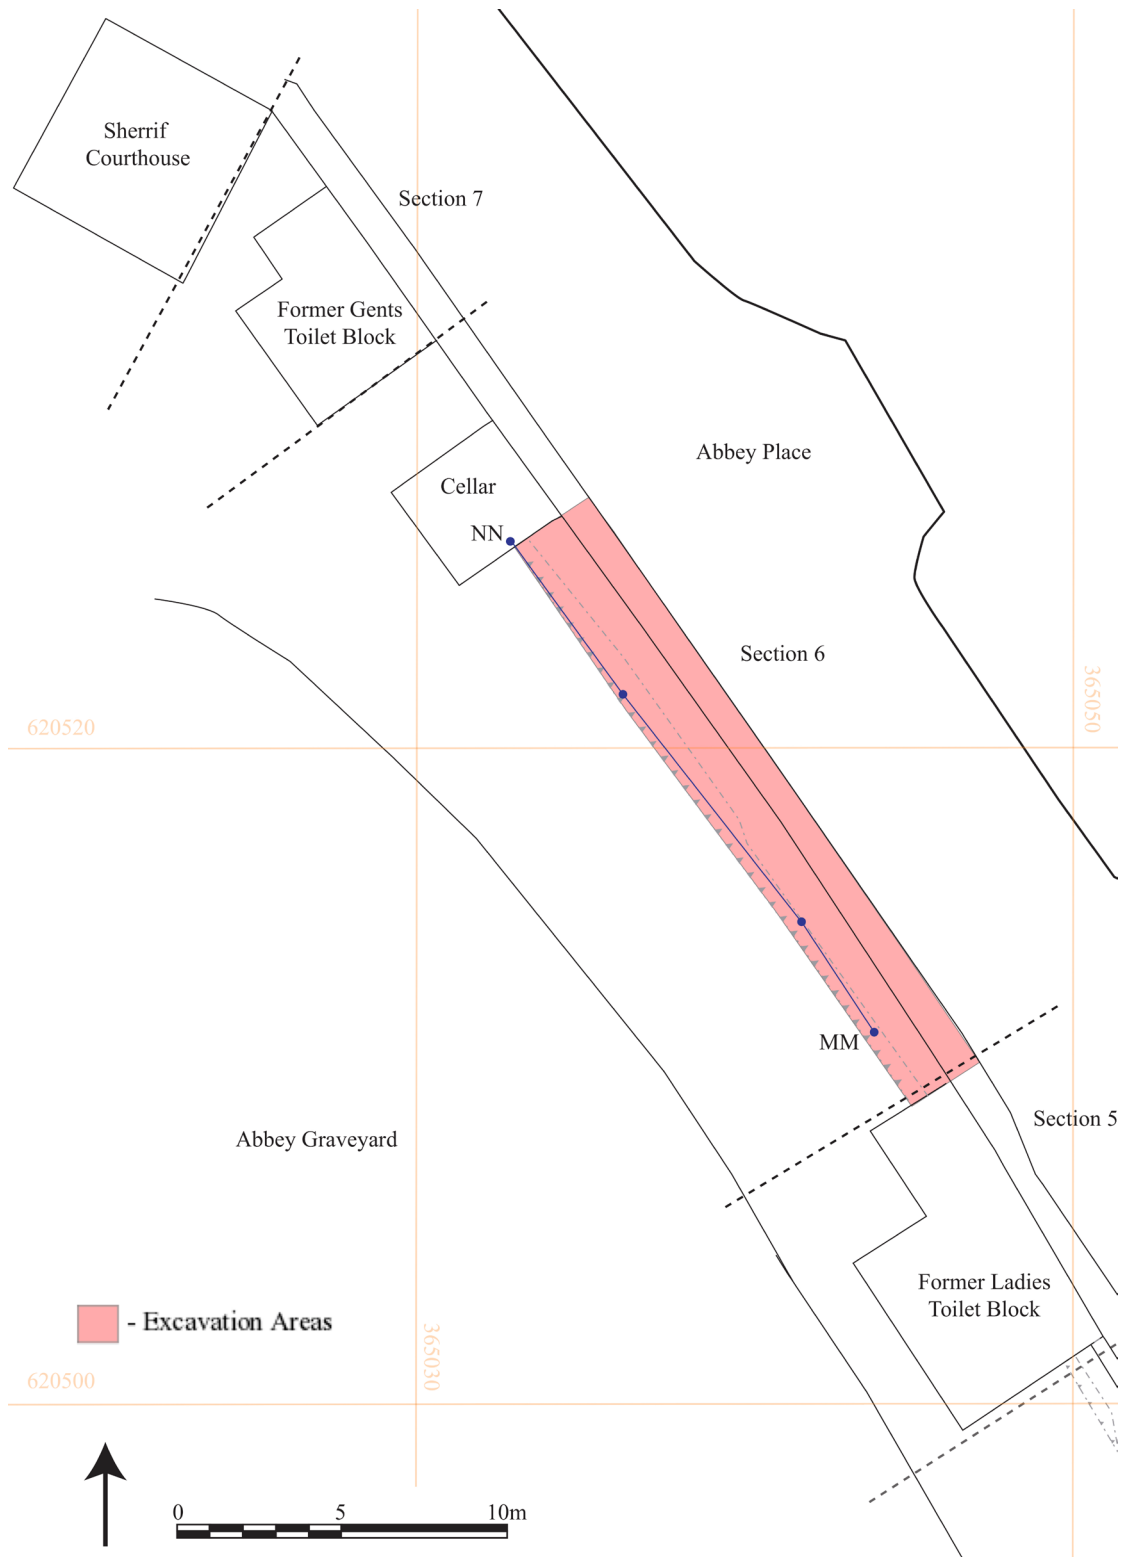 Sherrif
Courthouse
Section 7
Former Gents
Toilet Block
Abbey Place
Cellar
NN
Section 6
365050
620520
MM
Section 5
Abbey Graveyard
Former Ladies
Toilet Block
- Excavation Areas
365030
620500
0 5 10m